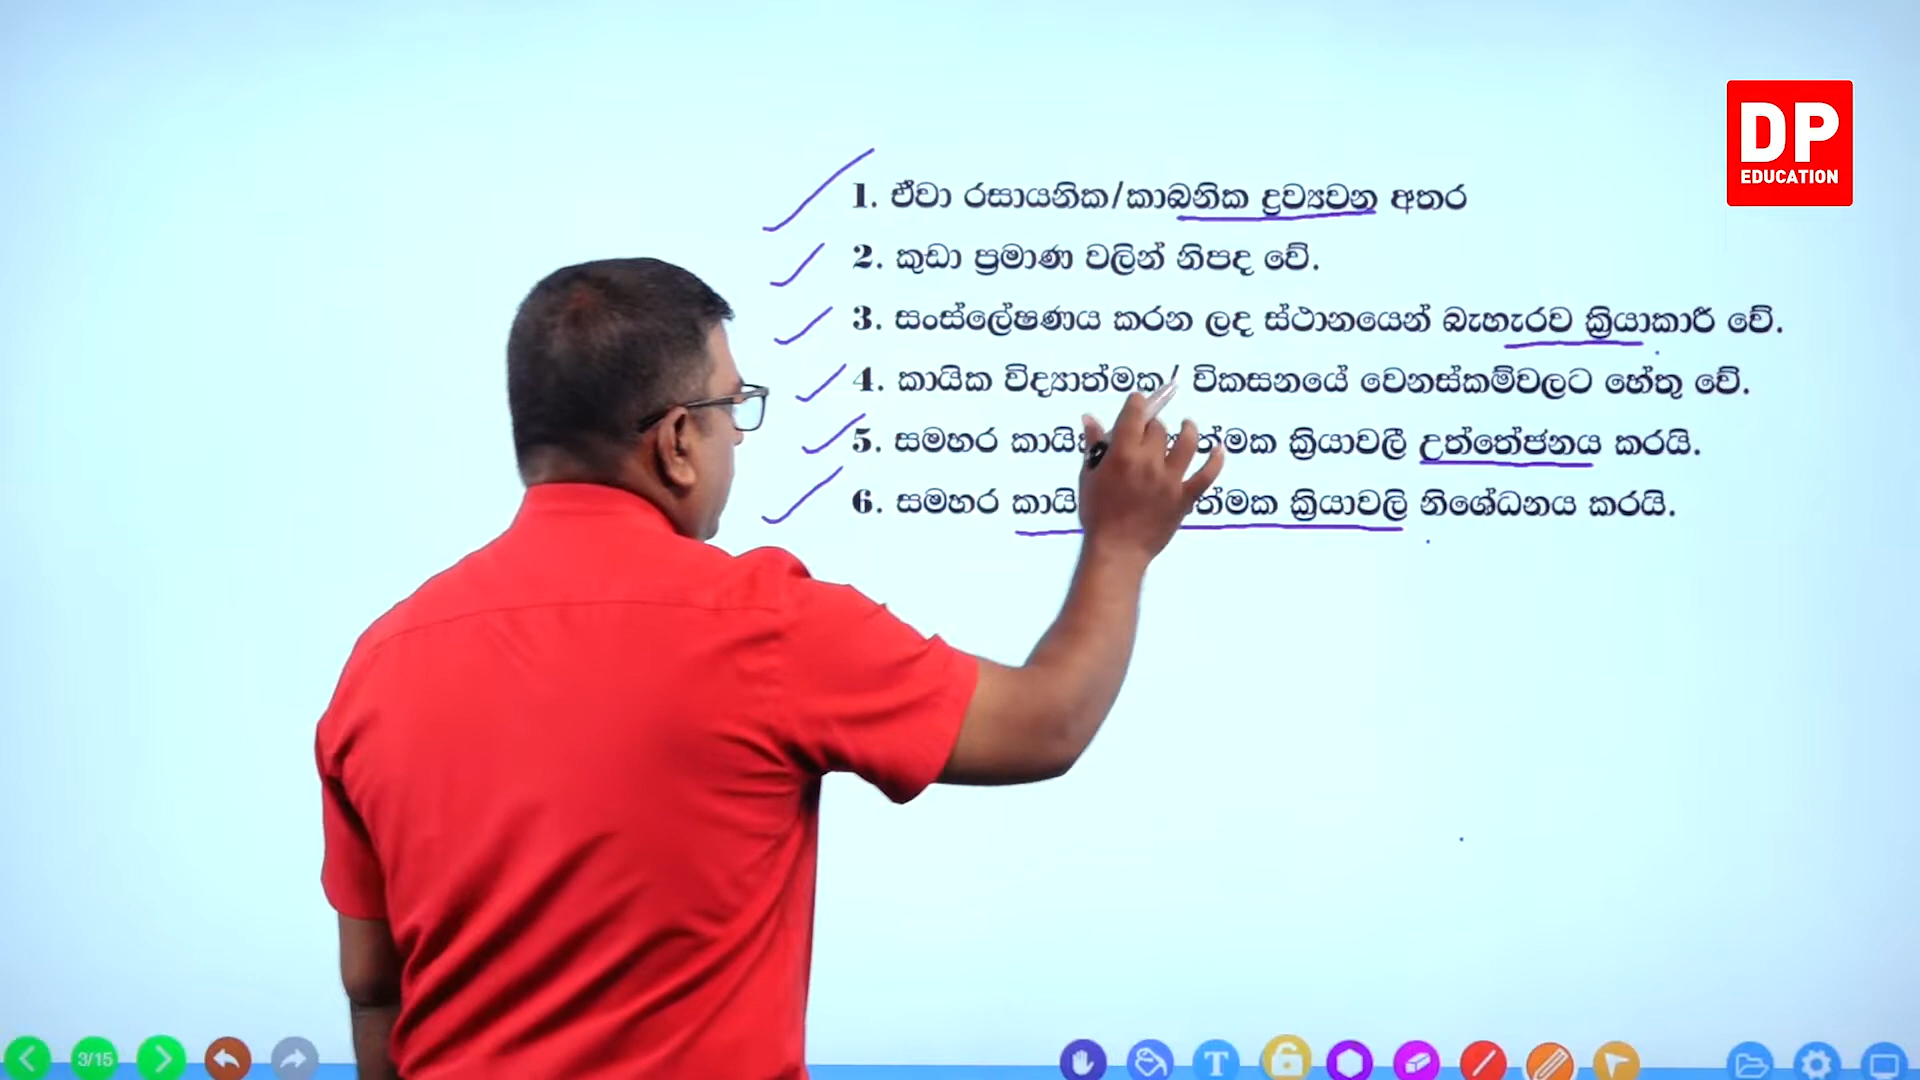 DP
EDUCATION
1. ඒවා රසායනික/කාබනික ද්‍රව්‍යවන අතර
2. කුඩා ප්‍රමාණ වලින් නිපද වේ.
3. සංස්ලේෂණය කරන ලද ස්ථානයෙන් බැහැරව ක්‍රියාකාරී වේ.
4. කායික විද්‍යාත්මක/ විකසනයේ වෙනස්කම්වලට හේතු වේ.
5. සමහර ක්‍රියාවලී උත්තේජනය කරයි.
6. සමහර ක්‍රියාවලි නිශේධනය කරයි.
3/15
T